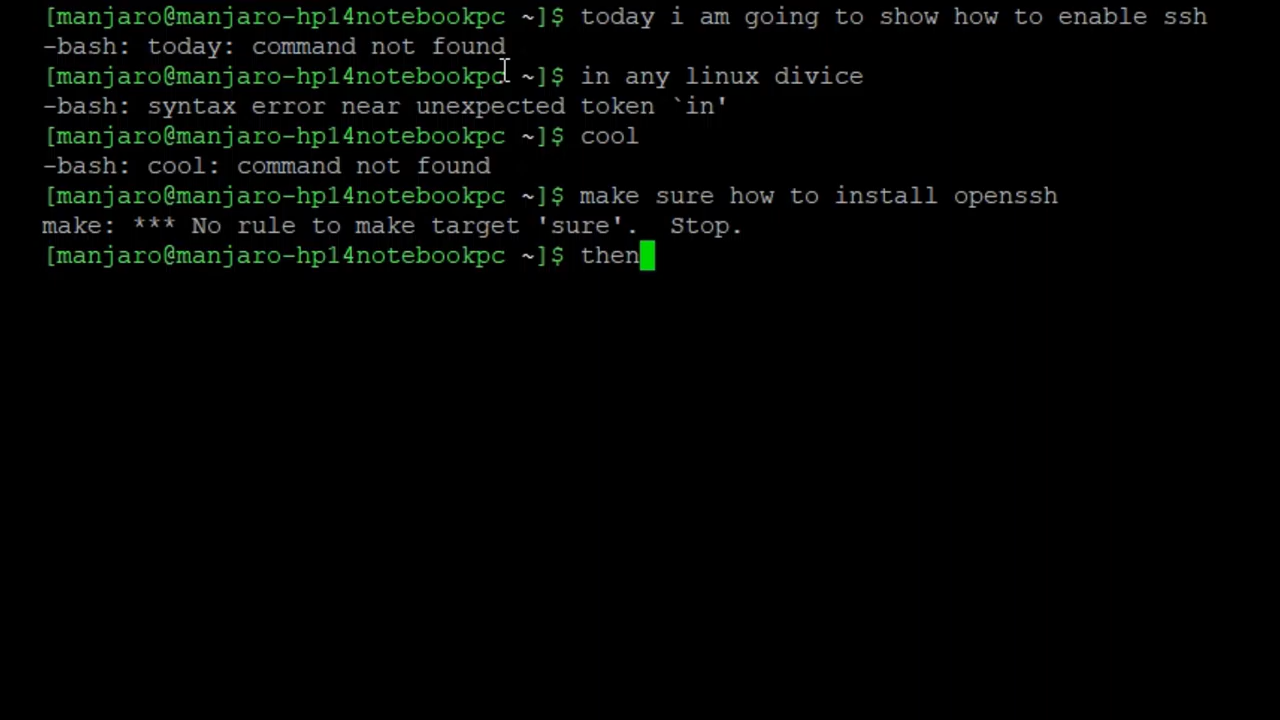 [manjaro@manjaro-hp14notebookpc ~]$ today i am going to show how to enable ssh
-bash: today: command not found
[manjaro@manjaro-hp14notebookpc ~]$ in any linux divice
-bash: syntax error near unexpected token `in'
[manjaro@manjaro-hp14notebookpc ~]$ cool
-bash: cool: command not found
[manjaro@manjaro-hp14notebookpc ~]$ make sure how to install openssh
make: *** No rule to make target 'sure'.  Stop.
[manjaro@manjaro-hp14notebookpc ~]$ then